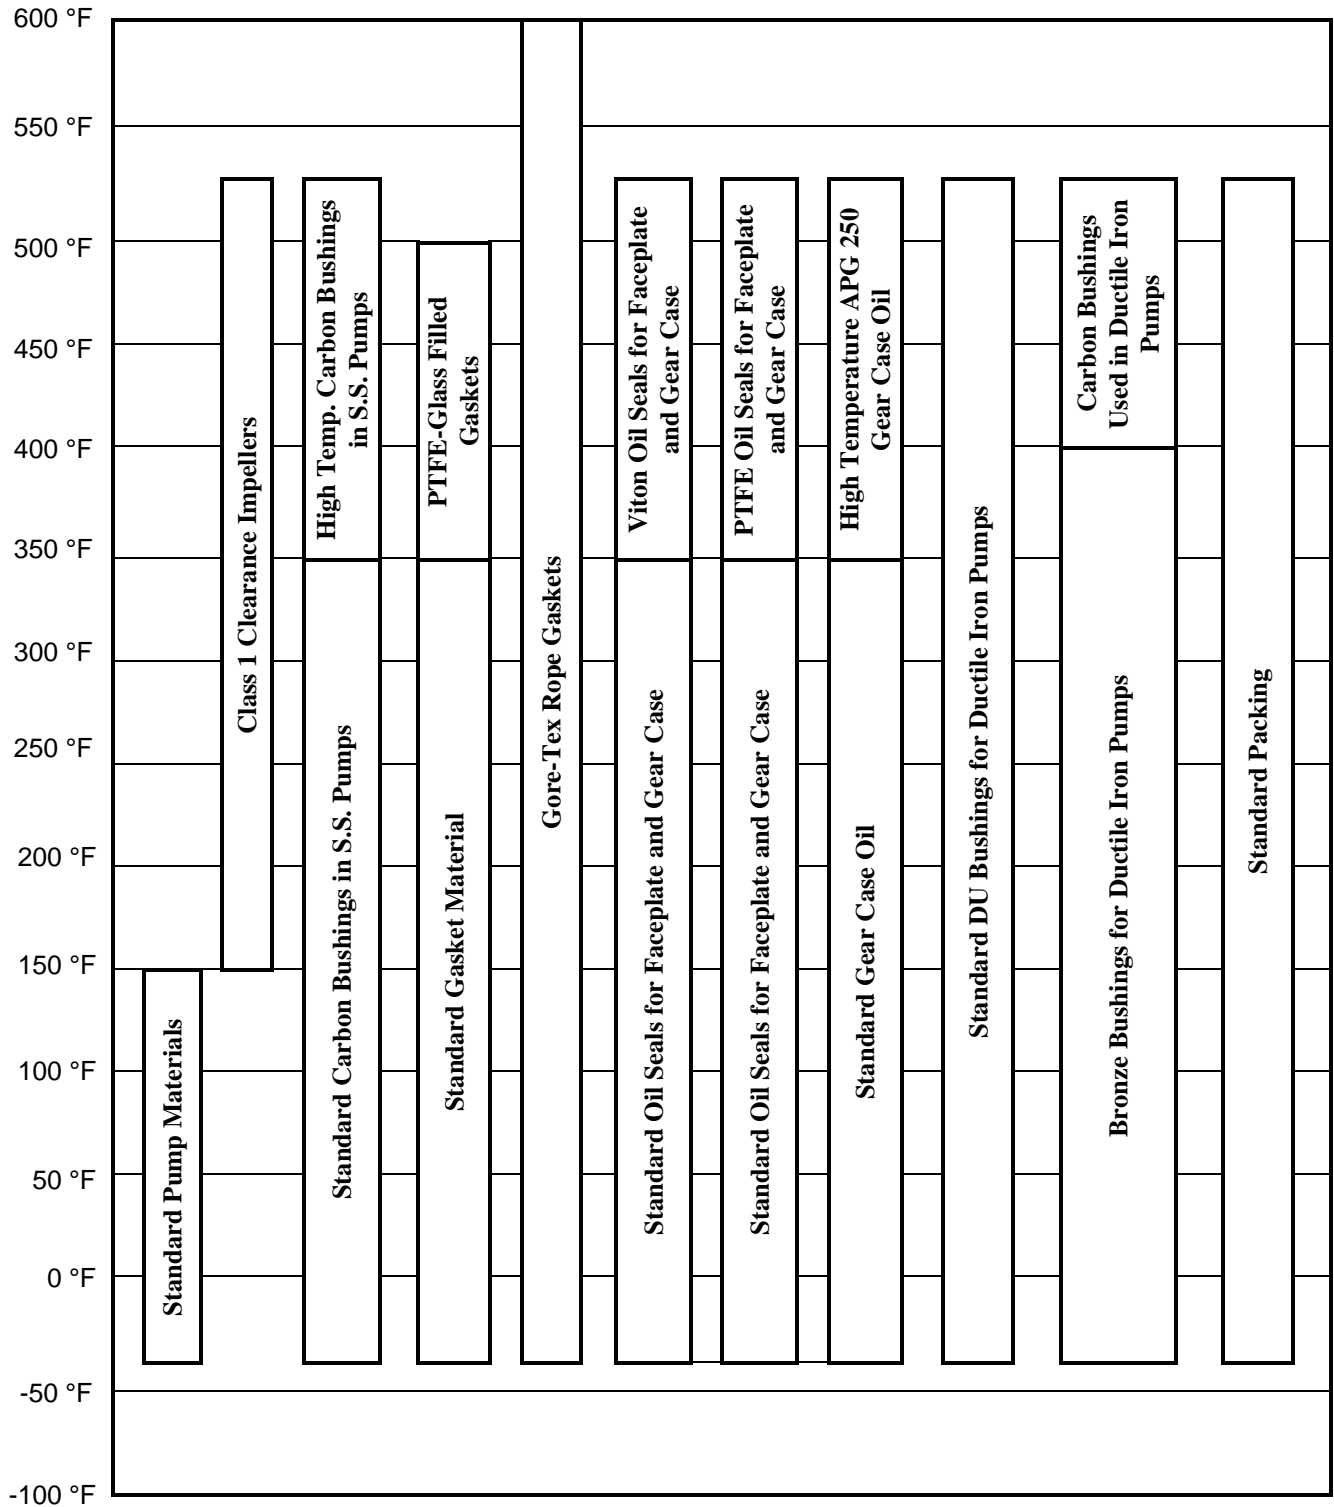 600 °F
550 °F
500 °F
450 °F
400 °F
350 °F
300 °F
250 °F
200 °F
150 °F
100 °F
50 °F
0 °F
-50 °F
-100 °F
Standard Pump Materials
Class 1 Clearance Impellers
High Temp. Carbon Bushings
in S.S. Pumps
Standard Carbon Bushings in S.S. Pumps
PTFE-Glass Filled
Gaskets
Standard Gasket Material
Gore-Tex Rope Gaskets
Viton Oil Seals for Faceplate
and Gear Case
Standard Oil Seals for Faceplate and Gear Case
PTFE Oil Seals for Faceplate
and Gear Case
Standard Oil Seals for Faceplate and Gear Case
High Temperature APG 250
Gear Case Oil
Standard Gear Case Oil
Standard DU Bushings for Ductile Iron Pumps
Carbon Bushings
Used in Ductile Iron
Pumps
Bronze Bushings for Ductile Iron Pumps
Standard Packing